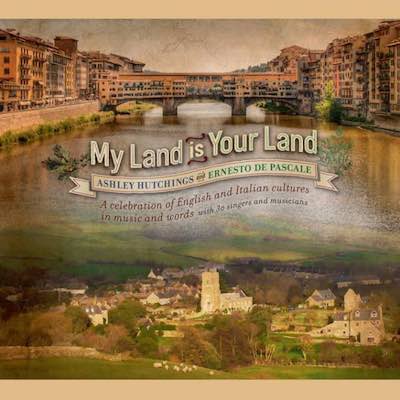 My Land is Your Land
ASHLEY HUTCHINGS and ERNESTO DE PASCALE
A celebration of English and Italian cultures
in music and words with 30 singers and musicians